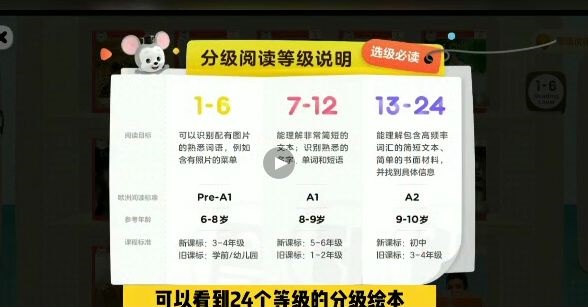 分级阅读等级说明
选级必读
1-6
7-12
13-24
阅读目标
可以识别配有图片
的熟悉词语，例如
含有照片的菜单
能理解非常简短的
文本；识别熟悉的
名字、单词和短语
能理解包含高频率
词汇的简短文本、
简单的书面材料，
并找到具体信息
欧洲阅读标准
Pre-A1
A1
A2
参考年龄
6-8岁
8-9岁
9-10岁
课程标准
新课标：3-4年级
旧课标：学前/幼儿园
新课标：5-6年级
旧课标：1-2年级
新课标：初中
旧课标：3-4年级
1-6
Reading
Level
可以看到24个等级的分级绘本